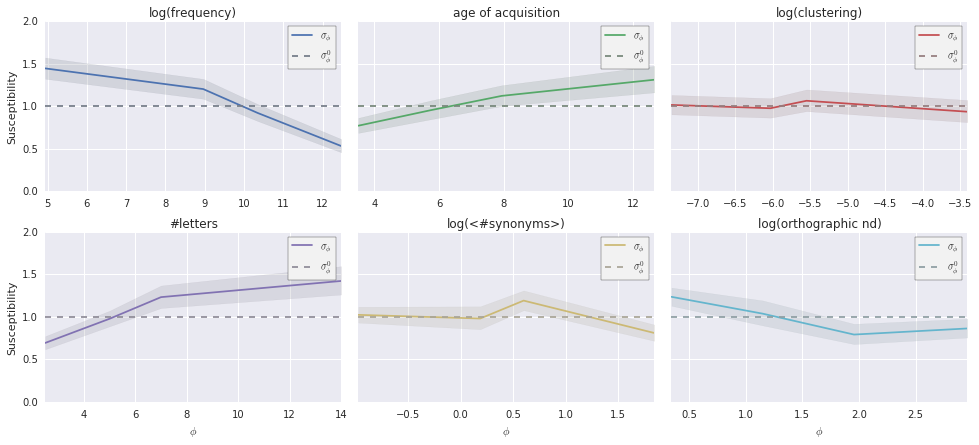 log(frequency)
age of acquisition
log(clustering)
2.0
1.5
1.0
0.5
0.0
Susceptibility
σ_ϕ
σ_ϕ^0
5 6 7 8 9 10 11 12
σ_ϕ
σ_ϕ^0
4 6 8 10 12
σ_ϕ
σ_ϕ^0
−7.0 −6.5 −6.0 −5.5 −5.0 −4.5 −4.0 −3.5
#letters
log(<#synonyms>)
log(orthographic nd)
2.0
1.5
1.0
0.5
0.0
Susceptibility
σ_ϕ
σ_ϕ^0
4 6 8 10 12 14
ϕ
σ_ϕ
σ_ϕ^0
−0.5 0.0 0.5 1.0 1.5
ϕ
σ_ϕ
σ_ϕ^0
0.5 1.0 1.5 2.0 2.5
ϕ